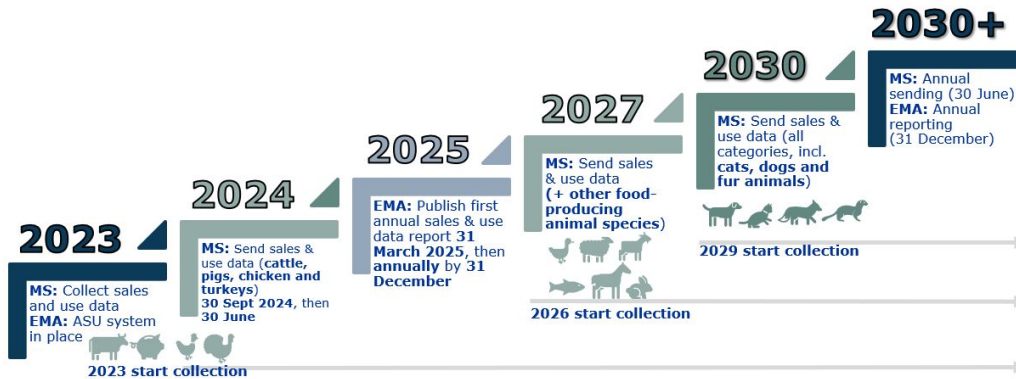 2023
MS: Collect sales
and use data
EMA: ASU system
in place
2023 start collection
2024
MS: Send sales &
use data (cattle,
pigs, chicken and
turkeys)
30 Sept 2024, then
30 June
2025
EMA: Publish first
annual sales & use
data report 31
March 2025, then
annually by 31
December
2027
MS: Send sales
& use data
(+ other food-
producing
animal species)
2026 start collection
2030
MS: Send sales &
use data (all
categories, incl.
cats, dogs and
fur animals)
2029 start collection
2030+
MS: Annual
sending (30 June)
EMA: Annual
reporting
(31 December)